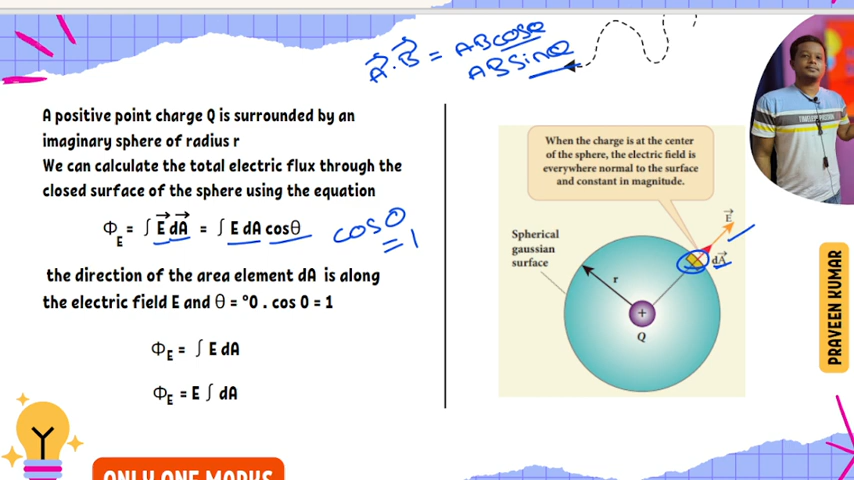 A⃗.B⃗ = ABcosθ
ABsinθ
A positive point charge Q is surrounded by an
imaginary sphere of radius r
We can calculate the total electric flux through the
closed surface of the sphere using the equation
Φ_E = ∫ E⃗ dA⃗ = ∫ E dA cosθ
cos0
=1
the direction of the area element dA is along
the electric field E and θ = °0 . cos 0 = 1
Φ_E = ∫ E dA
Φ_E = E ∫ dA
When the charge is at the center
of the sphere, the electric field is
everywhere normal to the surface
and constant in magnitude.
E⃗
Spherical
gaussian
surface
dA⃗
r
+
Q
PRAVEEN KUMAR
ONLY ONE MARKS